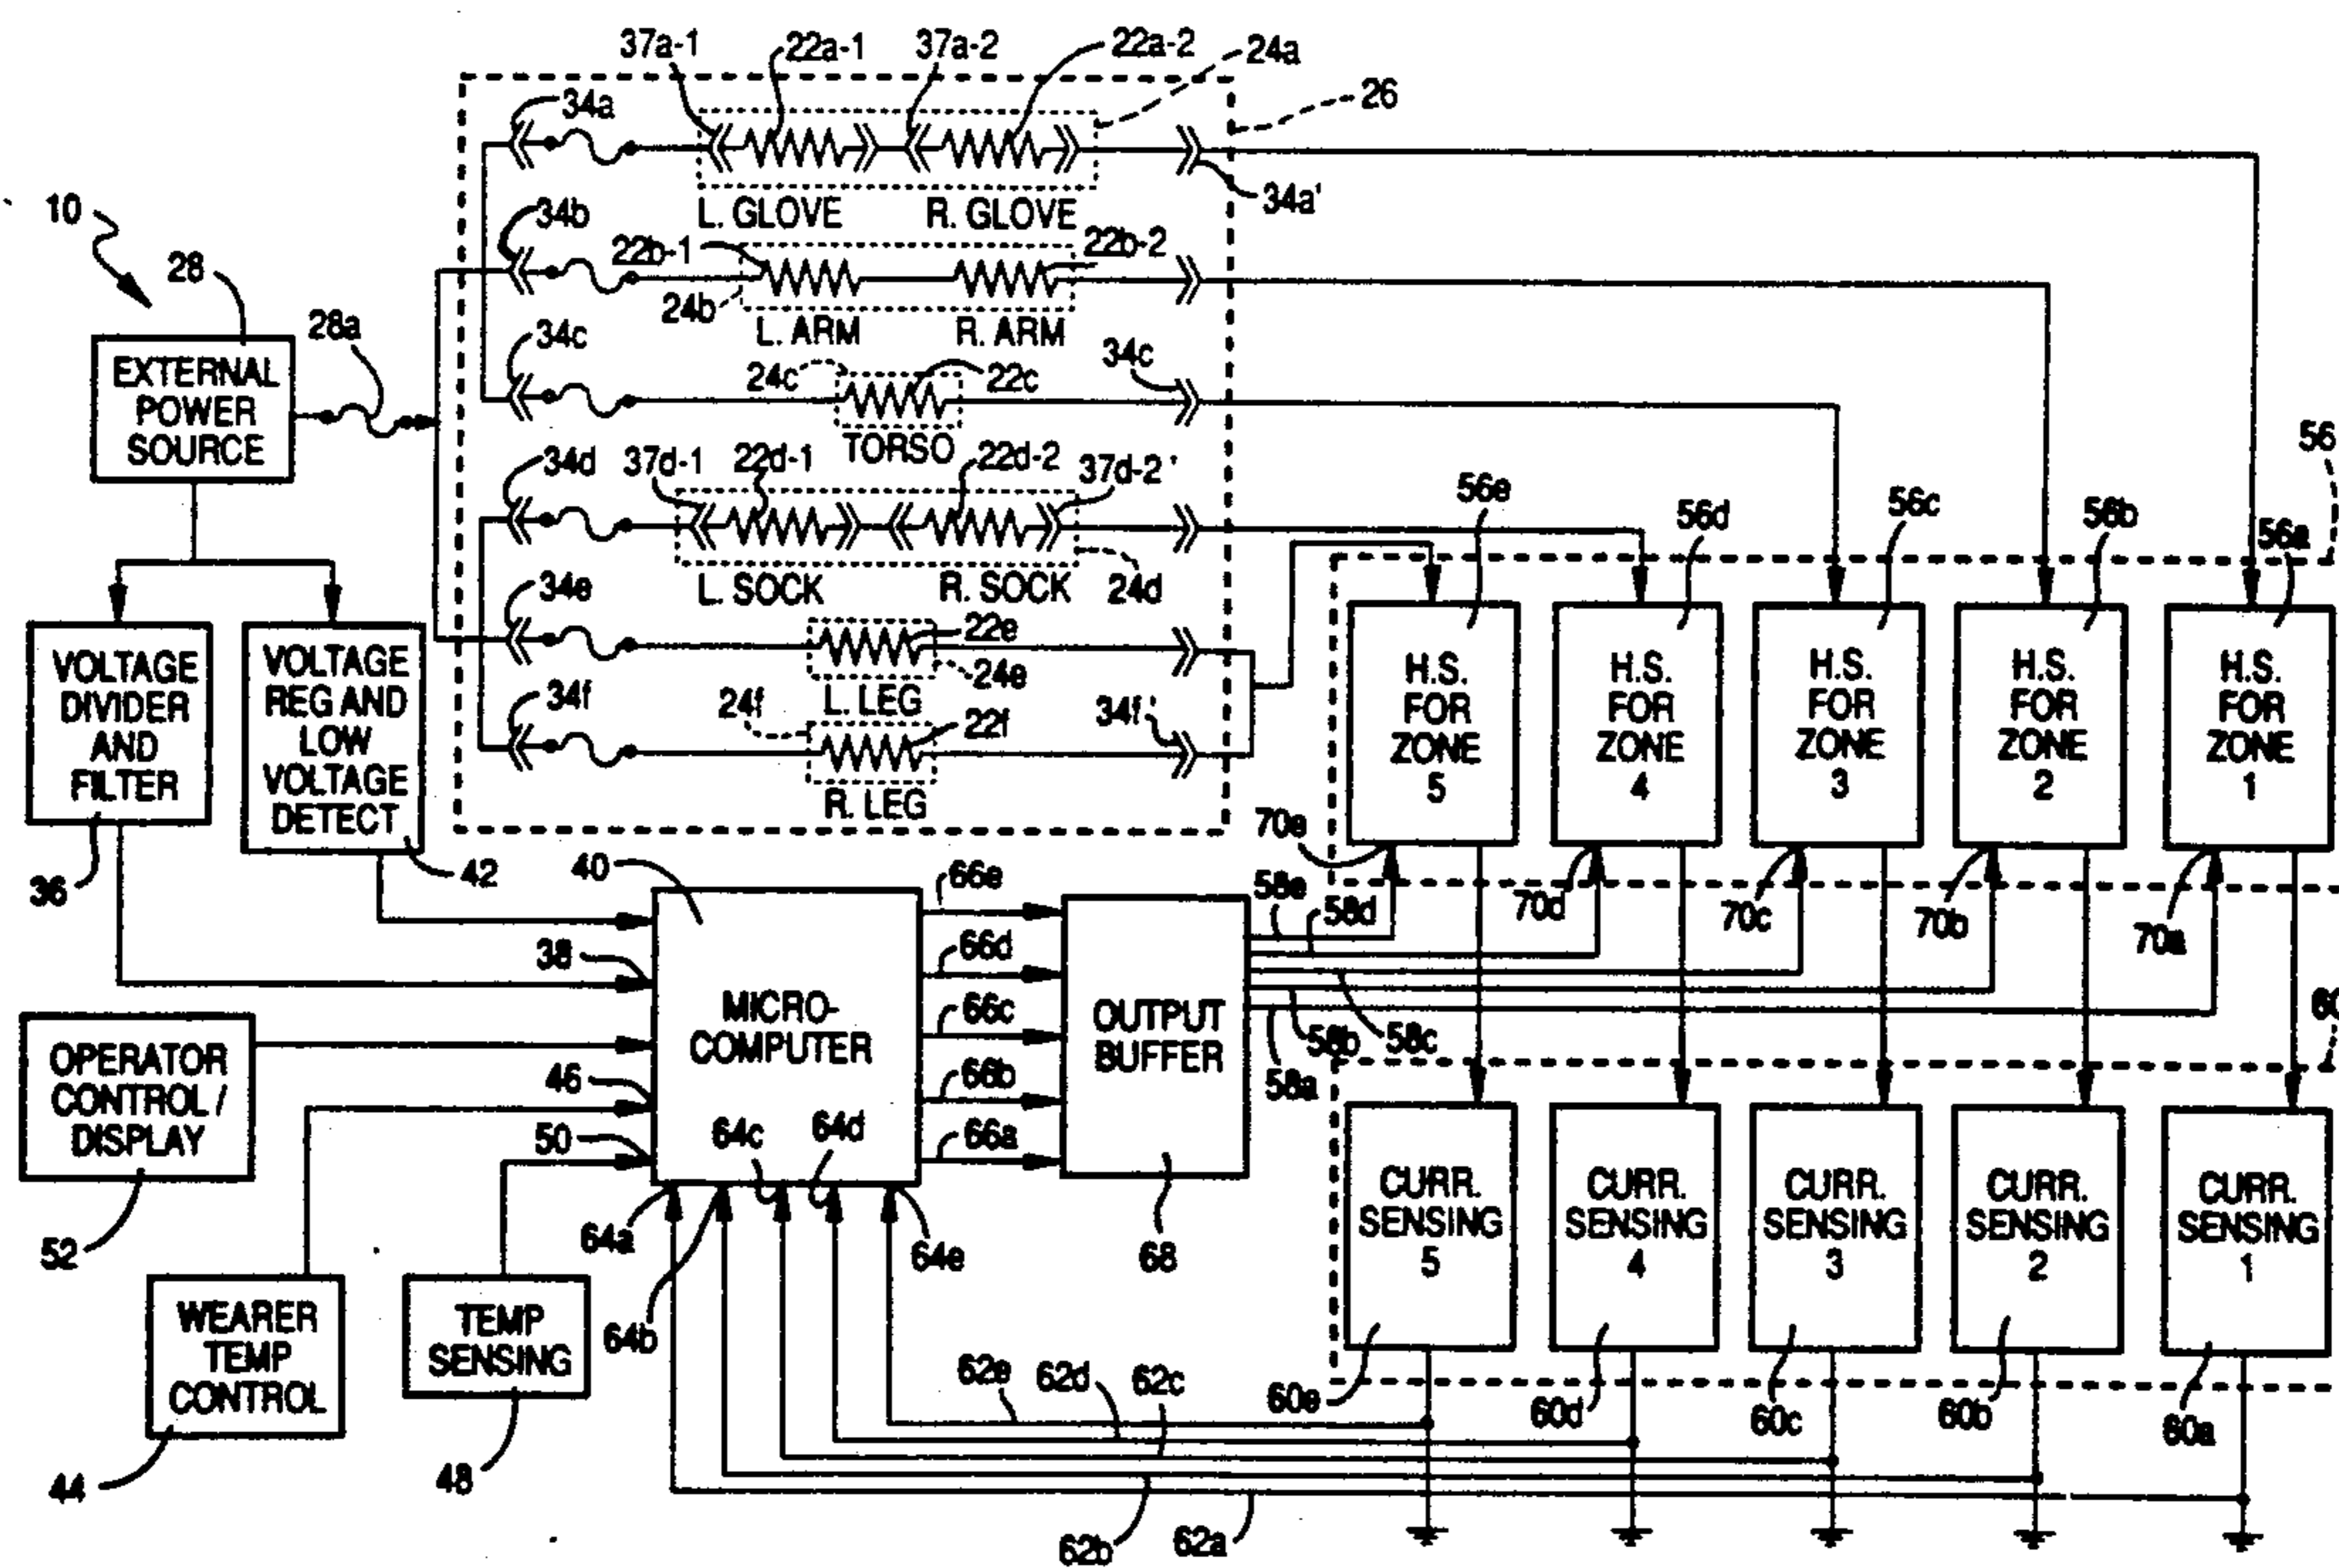 37a-1
22a-1
37a-2
22a-2
24a
26
34a
34a'
L. GLOVE
R. GLOVE
10
34b
22b-1
22b-2
28
24b
L. ARM
R. ARM
28a
34c
24c
22c
34c
EXTERNAL
POWER
SOURCE
TORSO
34d
37d-1
22d-1
22d-2
37d-2'
56
56e
56d
56c
56b
56a
L. SOCK
R. SOCK
24d
34e
22e
24e
L. LEG
34f
24f
22f
34f'
R. LEG
VOLTAGE
DIVIDER
AND
FILTER
VOLTAGE
REG AND
LOW
VOLTAGE
DETECT
H.S.
FOR
ZONE
5
H.S.
FOR
ZONE
4
H.S.
FOR
ZONE
3
H.S.
FOR
ZONE
2
H.S.
FOR
ZONE
1
36
42
40
66e
70e
58e
58d
70d
70c
70b
70a
38
66d
MICRO-
COMPUTER
66c
OUTPUT
BUFFER
58b
58c
58a
60
OPERATOR
CONTROL /
DISPLAY
46
66b
50
64c
64d
66a
52
64a
64e
68
CURR.
SENSING
5
CURR.
SENSING
4
CURR.
SENSING
3
CURR.
SENSING
2
CURR.
SENSING
1
WEARER
TEMP
CONTROL
TEMP
SENSING
64b
62e
62d
62c
60e
60d
60c
60b
60a
44
48
62b
62a